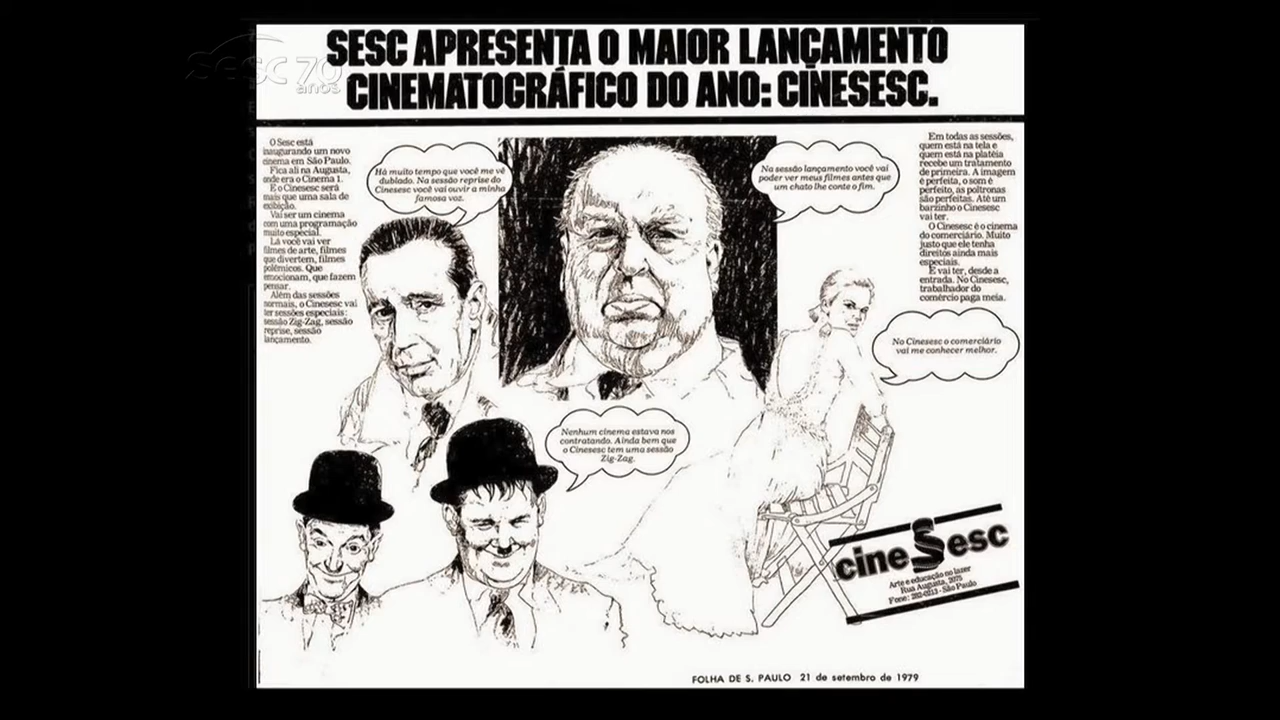 SESC APRESENTA O MAIOR LANÇAMENTO
CINEMATOGRÁFICO DO ANO: CINESESC.
sesc 70
anos
O Sesc está
inaugurando um novo
cinema em São Paulo.
Fica ali na Augusta,
onde era o Cinema 1.
E o Cinesesc será
mais que uma sala de
exibição.
Vai ser um cinema
com uma programação
muito especial.
Lá você vai ver
filmes de arte, filmes
que divertem, filmes
polêmicos. Que
emocionam, que fazem
pensar.
Além das sessões
normais, o Cinesesc vai
ter sessões especiais:
sessão Zig-Zag, sessão
reprise, sessão
lançamento.
Há muito tempo que você me vê
dublado. Na sessão reprise do
Cinesesc você vai ouvir a minha
famosa voz.
Na sessão lançamento você vai
poder ver meus filmes antes que
um chato lhe conte o fim.
Em todas as sessões,
quem está na tela e
quem está na platéia
recebe um tratamento
de primeira. A imagem
é perfeita, o som é
perfeito, as poltronas
são perfeitas. Até um
barzinho o Cinesesc
vai ter.
O Cinesesc é o cinema
do comerciário. Muito
justo que ele tenha
direitos ainda mais
especiais.
E vai ter, desde a
entrada. No Cinesesc,
trabalhador do
comércio paga meia.
No Cinesesc o comerciário
vai me conhecer melhor.
Nenhum cinema estava nos
contratando. Ainda bem que
o Cinesesc tem uma sessão
Zig-Zag.
cineSesc
Arte e educação no lazer
Rua Augusta, 2075
Fone: 282-0213 - São Paulo
FOLHA DE S. PAULO 21 de setembro de 1979